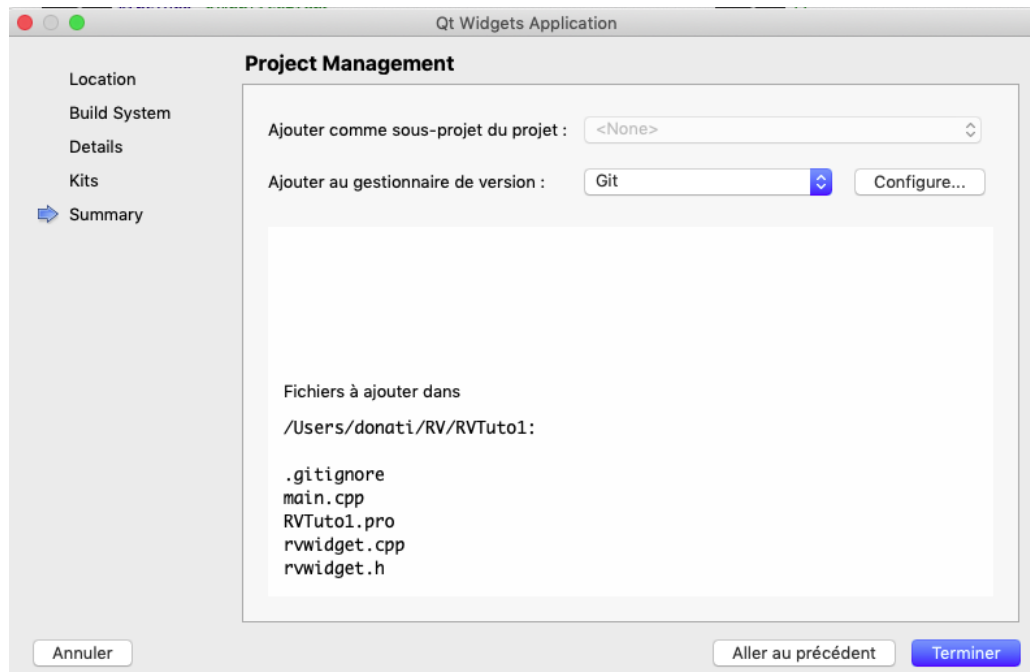 Qt Widgets Application
Location
Build System
Details
Kits
Summary
Project Management
Ajouter comme sous-projet du projet : <None>
Ajouter au gestionnaire de version : Git Configure...
Fichiers à ajouter dans
/Users/donati/RV/RVTuto1:
.gitignore
main.cpp
RVTuto1.pro
rvwidget.cpp
rvwidget.h
Annuler Aller au précédent Terminer